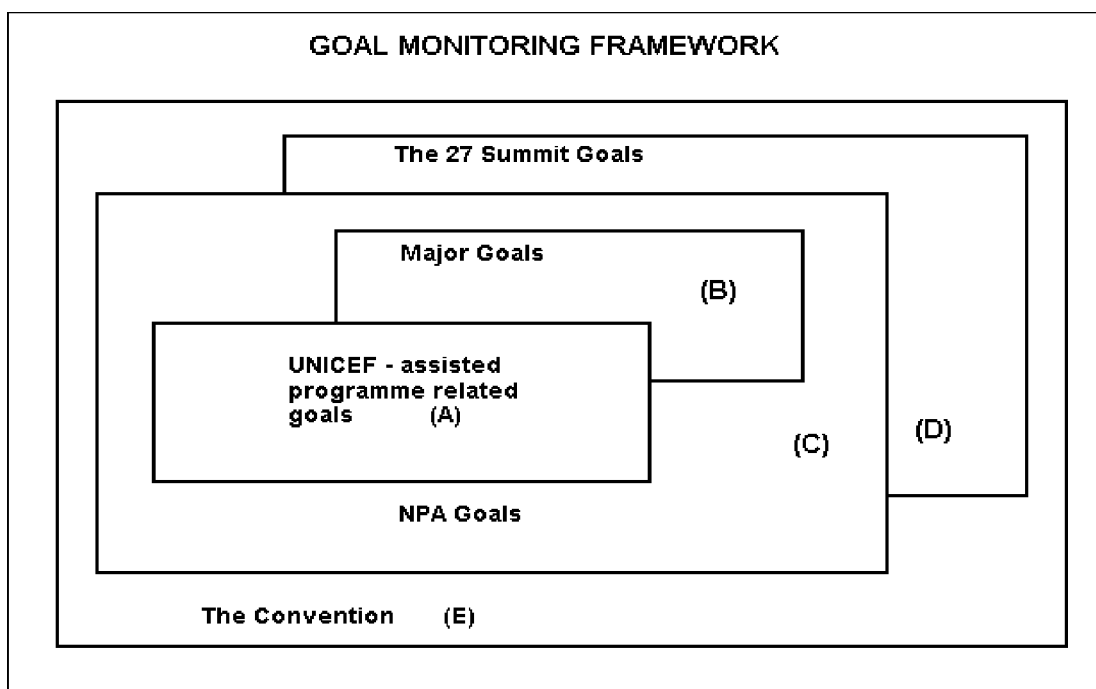 GOAL MONITORING FRAMEWORK
The 27 Summit Goals
Major Goals
(B)
UNICEF - assisted
programme related
goals (A)
(C)
(D)
NPA Goals
The Convention (E)